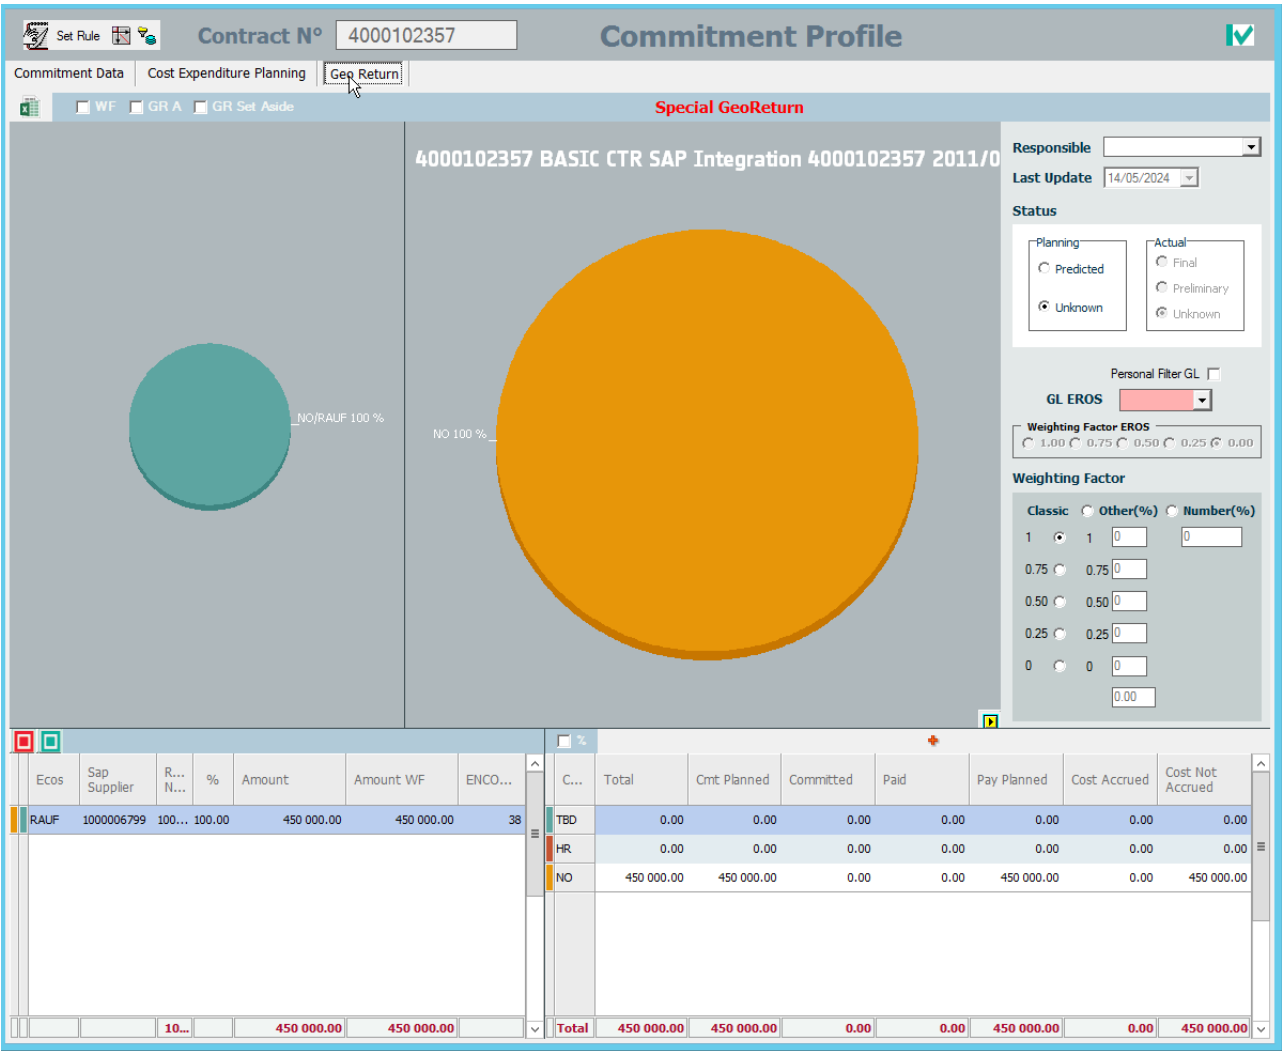 Set Rule
Contract N° 4000102357 Commitment Profile
Commitment Data Cost Expenditure Planning Geo Return
WF GR A GR Set Aside Special GeoReturn
4000102357 BASIC CTR SAP Integration 4000102357 2011/0
NO/RAUF 100 %
NO 100 %
Responsible
Last Update 14/05/2024
Status
Planning Actual
Predicted Final
Preliminary
Unknown Unknown
Personal Filter GL
GL EROS
Weighting Factor EROS
1.00 0.75 0.50 0.25 0.00
Weighting Factor
Classic Other(%) Number(%)
1 1 0 0
0.75 0.75 0
0.50 0.50 0
0.25 0.25 0
0 0 0
0.00
%
Ecos Sap Supplier R... N... % Amount Amount WF ENCO...
RAUF 1000006799 100... 100.00 450 000.00 450 000.00 38
10... 450 000.00 450 000.00
C... Total Cmt Planned Committed Paid Pay Planned Cost Accrued Cost Not Accrued
TBD 0.00 0.00 0.00 0.00 0.00 0.00 0.00
HR 0.00 0.00 0.00 0.00 0.00 0.00 0.00
NO 450 000.00 450 000.00 0.00 0.00 450 000.00 0.00 450 000.00
Total 450 000.00 450 000.00 0.00 0.00 450 000.00 0.00 450 000.00